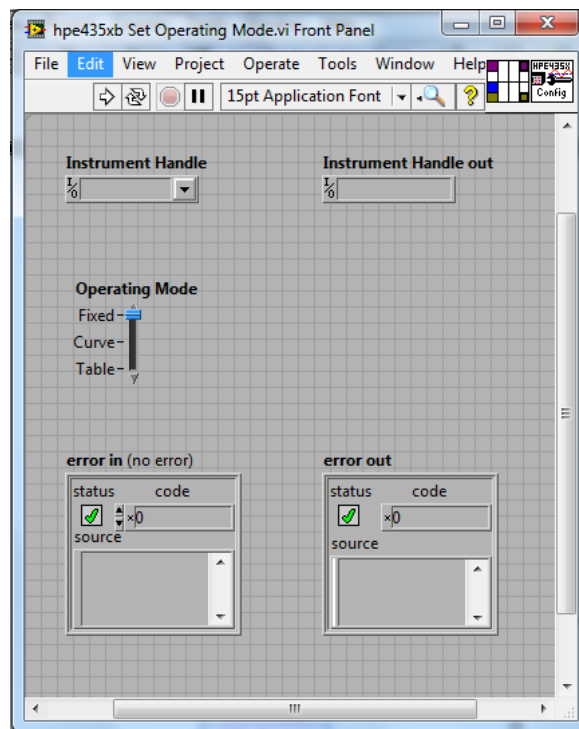 hpe435xb Set Operating Mode.vi Front Panel
File Edit View Project Operate Tools Window Help
HPE435X
Config
15pt Application Font
Instrument Handle
Instrument Handle out
I/O
I/O
Operating Mode
Fixed
Curve
Table
error in (no error)
error out
status code
status code
×0
×0
source
source